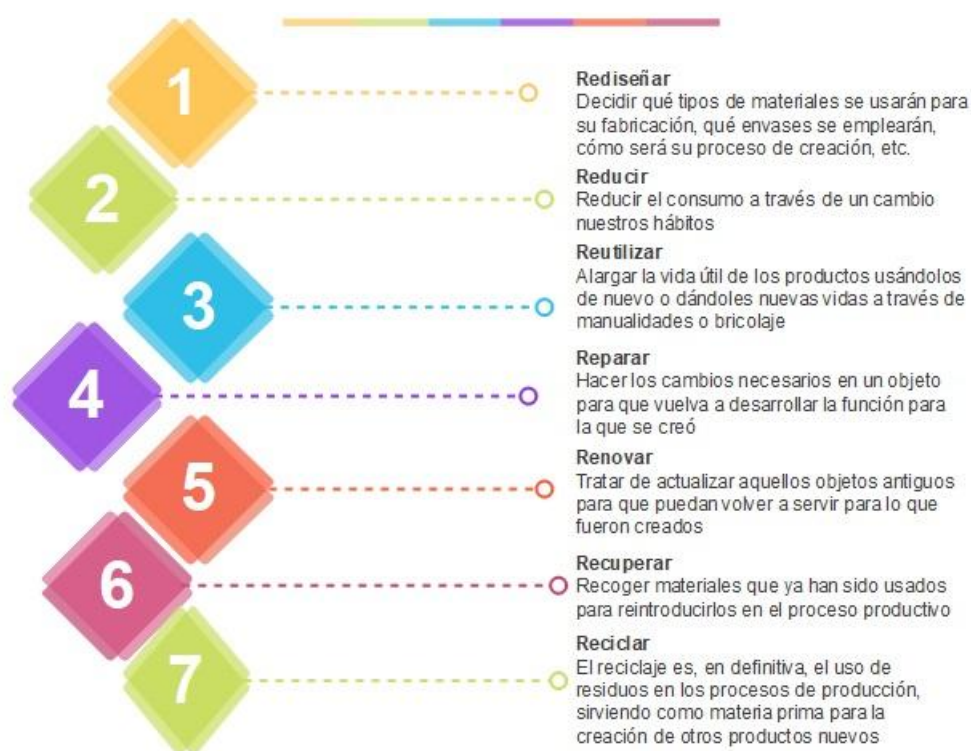 1
Rediseñar
Decidir qué tipos de materiales se usarán para
su fabricación, qué envases se emplearán,
cómo será su proceso de creación, etc.
2
Reducir
Reducir el consumo a través de un cambio
nuestros hábitos
3
Reutilizar
Alargar la vida útil de los productos usándolos
de nuevo o dándoles nuevas vidas a través de
manualidades o bricolaje
4
Reparar
Hacer los cambios necesarios en un objeto
para que vuelva a desarrollar la función para
la que se creó
5
Renovar
Tratar de actualizar aquellos objetos antiguos
para que puedan volver a servir para lo que
fueron creados
6
Recuperar
Recoger materiales que ya han sido usados
para reintroducirlos en el proceso productivo
7
Reciclar
El reciclaje es, en definitiva, el uso de
residuos en los procesos de producción,
sirviendo como materia prima para la
creación de otros productos nuevos